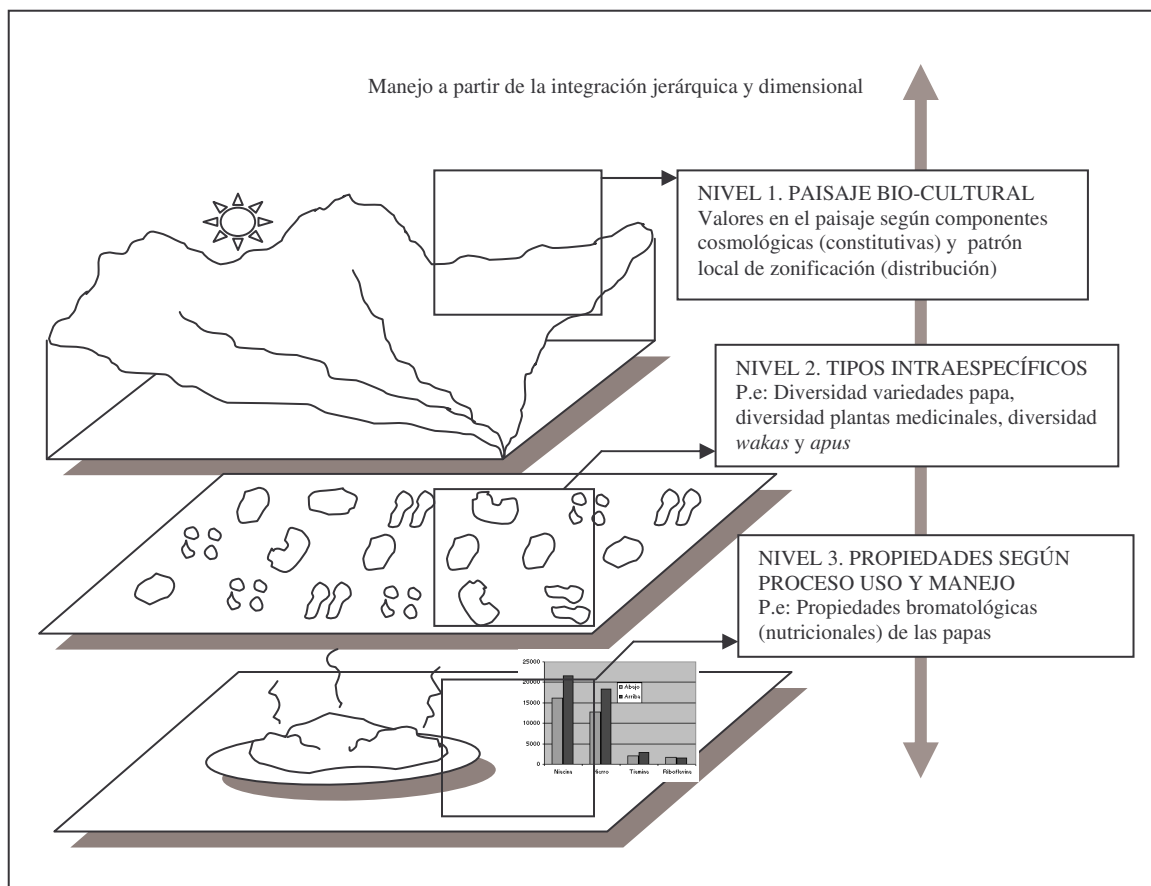 Manejo a partir de la integración jerárquica y dimensional
NIVEL 1. PAISAJE BIO-CULTURAL
Valores en el paisaje según componentes
cosmológicas (constitutivas) y patrón
local de zonificación (distribución)
NIVEL 2. TIPOS INTRAESPECÍFICOS
P.e: Diversidad variedades papa,
diversidad plantas medicinales, diversidad
wakas y apus
NIVEL 3. PROPIEDADES SEGÚN
PROCESO USO Y MANEJO
P.e: Propiedades bromatológicas
(nutricionales) de las papas
25000
20000
15000
10000
5000
0
Abajo
Arriba
Niacina
Tiamina
Riboflavina